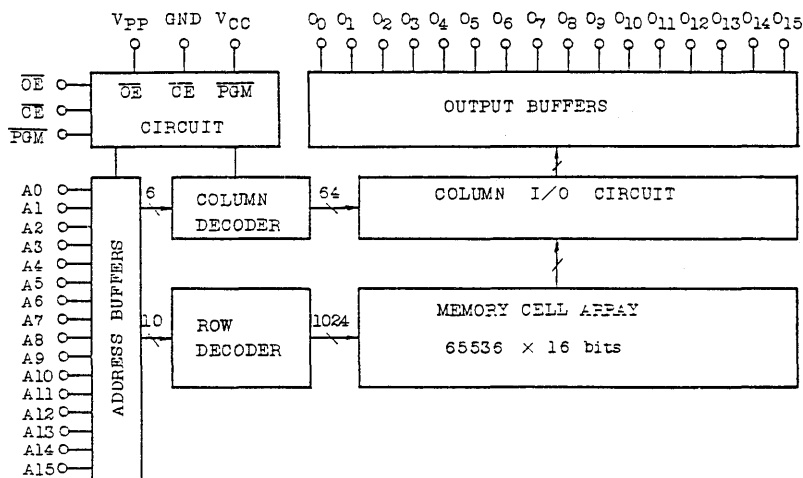 VPP GND VCC O0 O1 O2 O3 O4 O5 O6 O7 O8 O9 O10 O11 O12 O13 O14 O15
OE
CE
PGM
OE CE PGM
CIRCUIT
OUTPUT BUFFERS
A0
A1
A2
A3
A4
A5
A6
A7
A8
A9
A10
A11
A12
A13
A14
A15
ADDRESS BUFFERS
6
COLUMN
DECODER
64
COLUMN I/O CIRCUIT
10
ROW
DECODER
1024
MEMORY CELL ARRAY
65536 × 16 bits